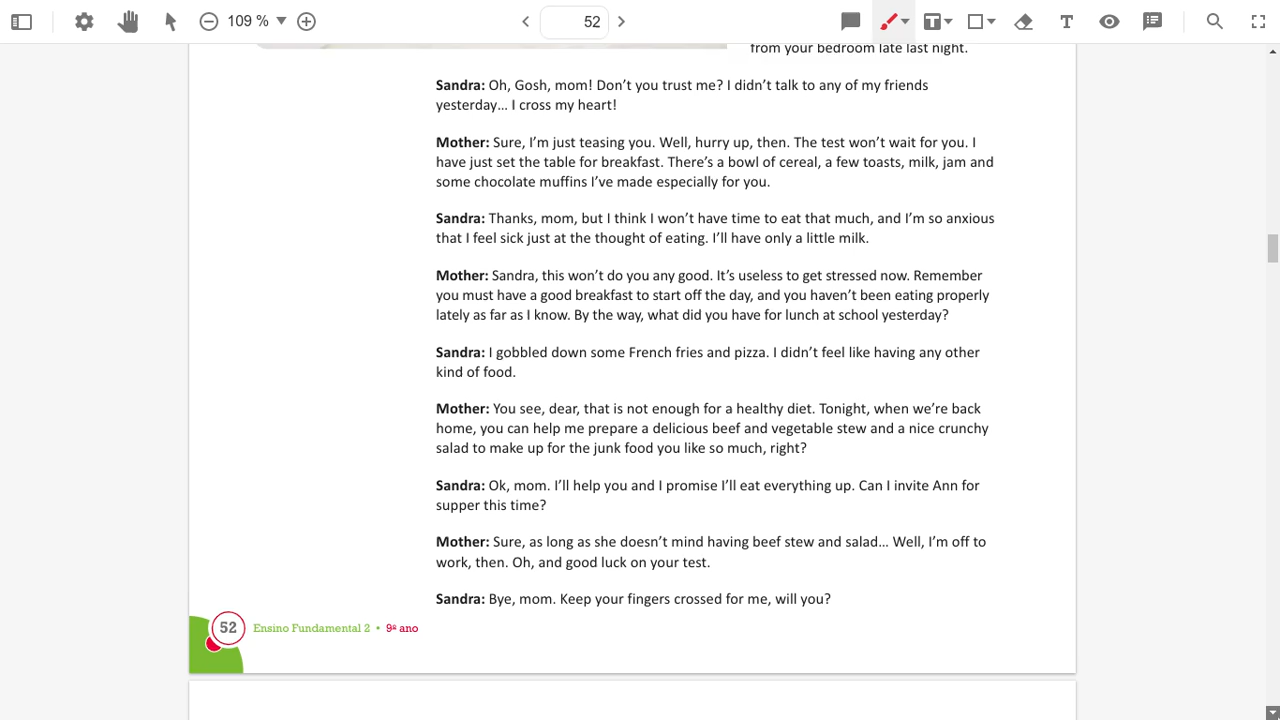 109 %
52
from your bedroom late last night.
Sandra: Oh, Gosh, mom! Don’t you trust me? I didn’t talk to any of my friends
yesterday… I cross my heart!
Mother: Sure, I’m just teasing you. Well, hurry up, then. The test won’t wait for you. I
have just set the table for breakfast. There’s a bowl of cereal, a few toasts, milk, jam and
some chocolate muffins I’ve made especially for you.
Sandra: Thanks, mom, but I think I won’t have time to eat that much, and I’m so anxious
that I feel sick just at the thought of eating. I’ll have only a little milk.
Mother: Sandra, this won’t do you any good. It’s useless to get stressed now. Remember
you must have a good breakfast to start off the day, and you haven’t been eating properly
lately as far as I know. By the way, what did you have for lunch at school yesterday?
Sandra: I gobbled down some French fries and pizza. I didn’t feel like having any other
kind of food.
Mother: You see, dear, that is not enough for a healthy diet. Tonight, when we’re back
home, you can help me prepare a delicious beef and vegetable stew and a nice crunchy
salad to make up for the junk food you like so much, right?
Sandra: Ok, mom. I’ll help you and I promise I’ll eat everything up. Can I invite Ann for
supper this time?
Mother: Sure, as long as she doesn’t mind having beef stew and salad… Well, I’m off to
work, then. Oh, and good luck on your test.
Sandra: Bye, mom. Keep your fingers crossed for me, will you?
52 Ensino Fundamental 2 • 9º ano